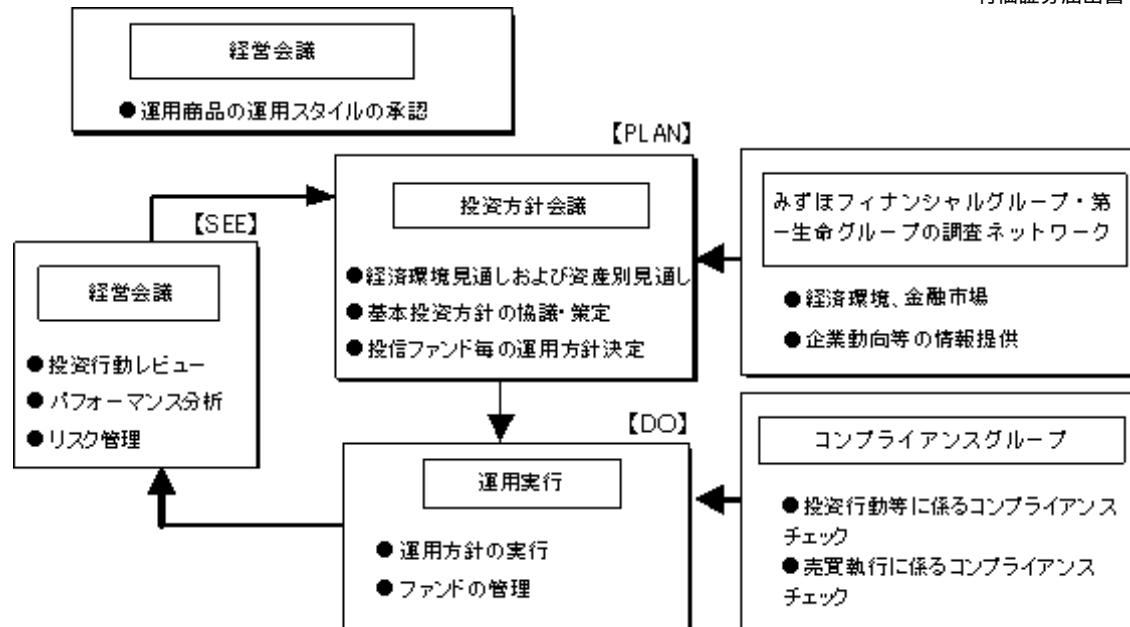 経営会議
●運用商品の運用スタイルの承認
【PLAN】
投資方針会議
●経済環境見通しおよび資産別見通し
●基本投資方針の協議・策定
●投信ファンド毎の運用方針決定
みずほフィナンシャルグループ・第
一生命グループの調査ネットワーク
●経済環境、金融市場
●企業動向等の情報提供
【SEE】
経営会議
●投資行動レビュー
●パフォーマンス分析
●リスク管理
【DO】
運用実行
●運用方針の実行
●ファンドの管理
コンプライアンスグループ
●投資行動等に係るコンプライアンス
チェック
●売買執行に係るコンプライアンス
チェック